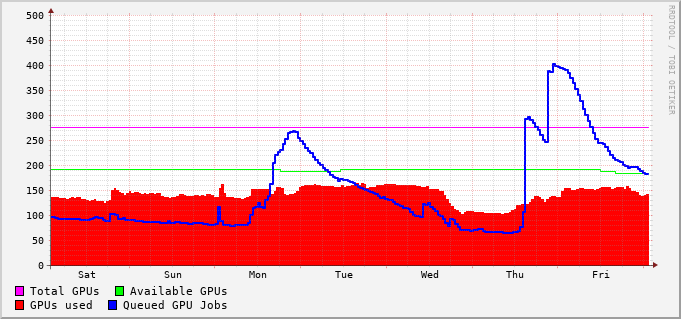 500
450
400
350
300
250
200
150
100
50
0
Sat Sun Mon Tue Wed Thu Fri
Total GPUs Available GPUs
GPUs used Queued GPU Jobs
RRDTOOL / TOBI OETIKER